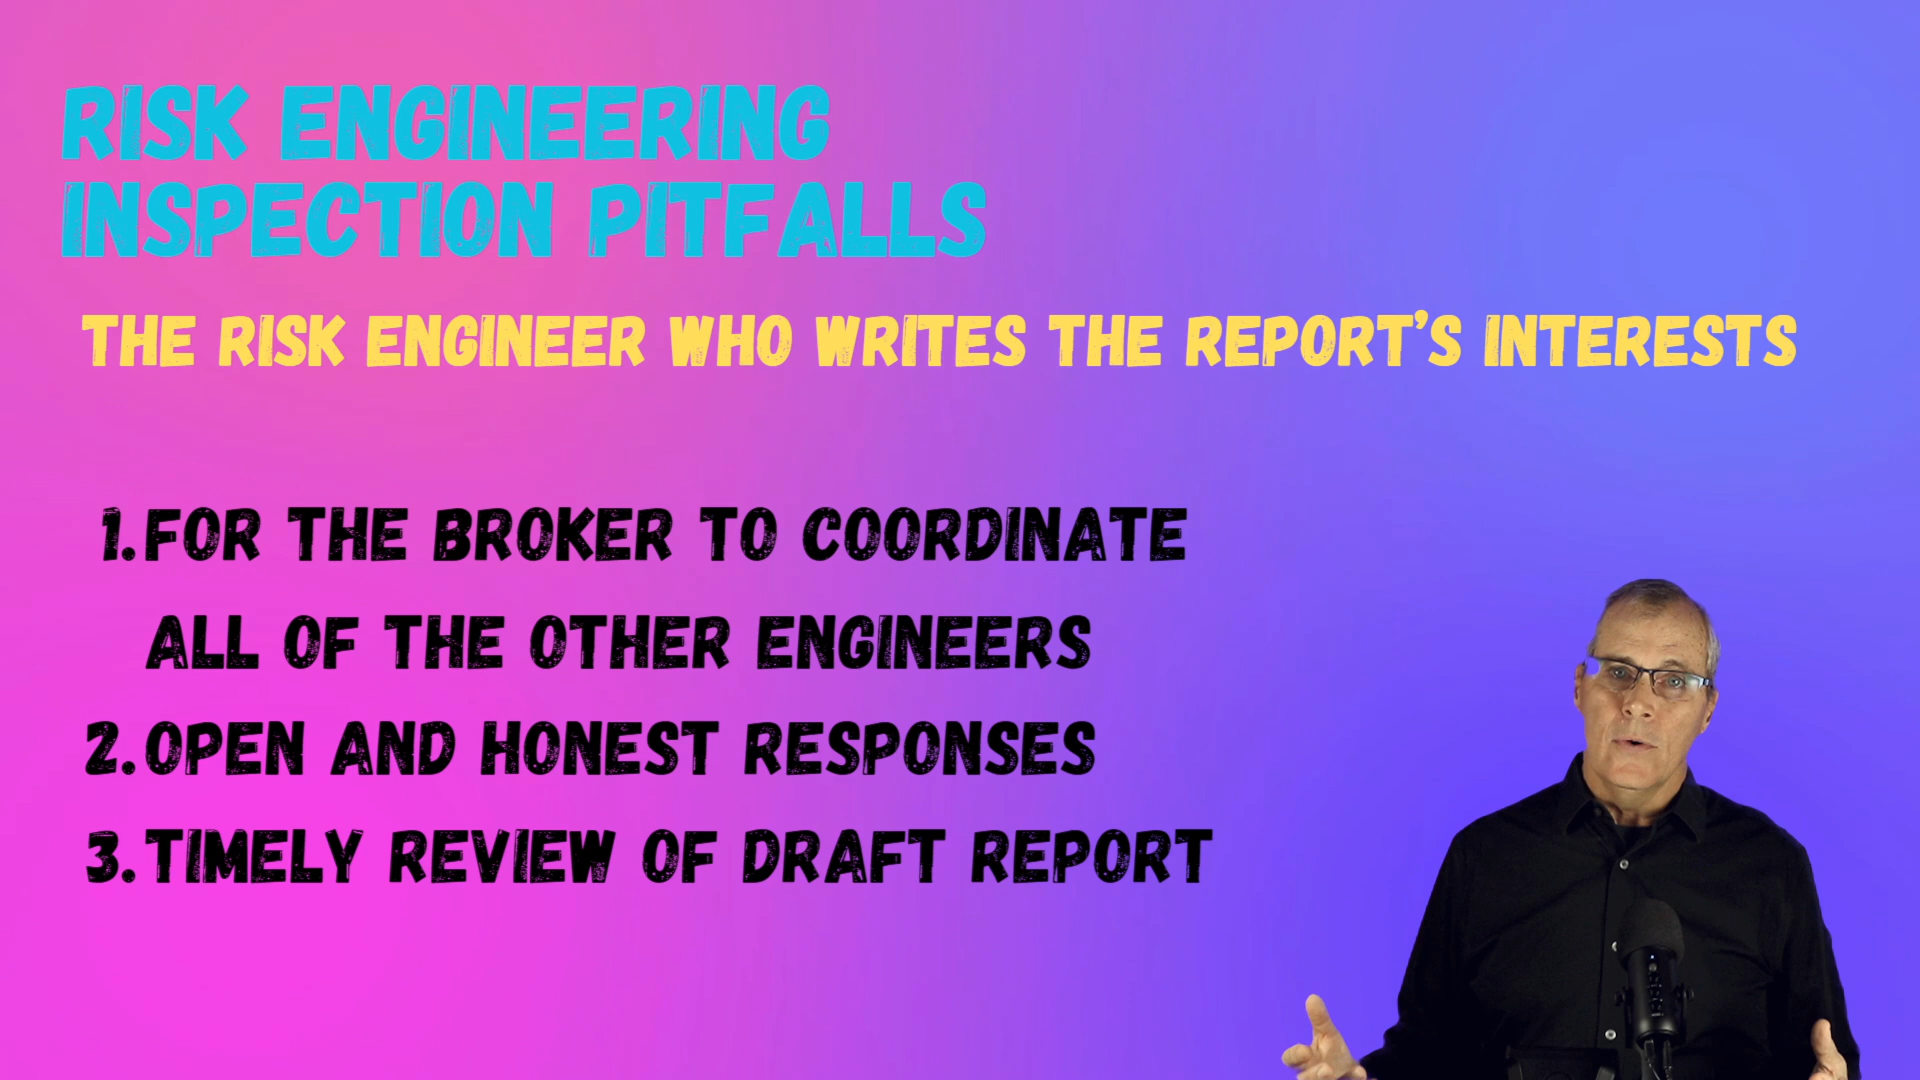 RISK ENGINEERING
INSPECTION PITFALLS
THE RISK ENGINEER WHO WRITES THE REPORT'S INTERESTS
1. FOR THE BROKER TO COORDINATE
ALL OF THE OTHER ENGINEERS
2. OPEN AND HONEST RESPONSES
3. TIMELY REVIEW OF DRAFT REPORT